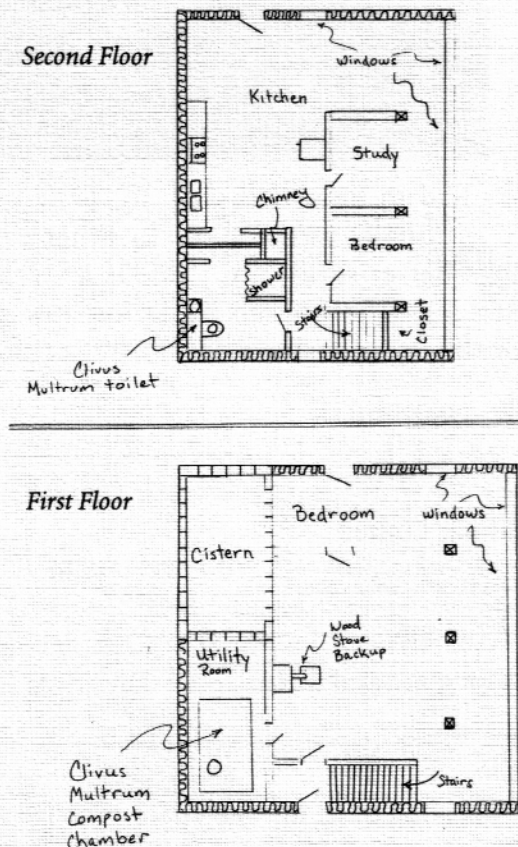 Second Floor
Windows
Kitchen
Study
Chimney
Bedroom
Shower
Stairs
Closet
Clivus
Multrum toilet
First Floor
Bedroom
windows
Cistern
Wood
Stove
Backup
Utility
Room
Clivus
Multrum
Compost
Chamber
Stairs